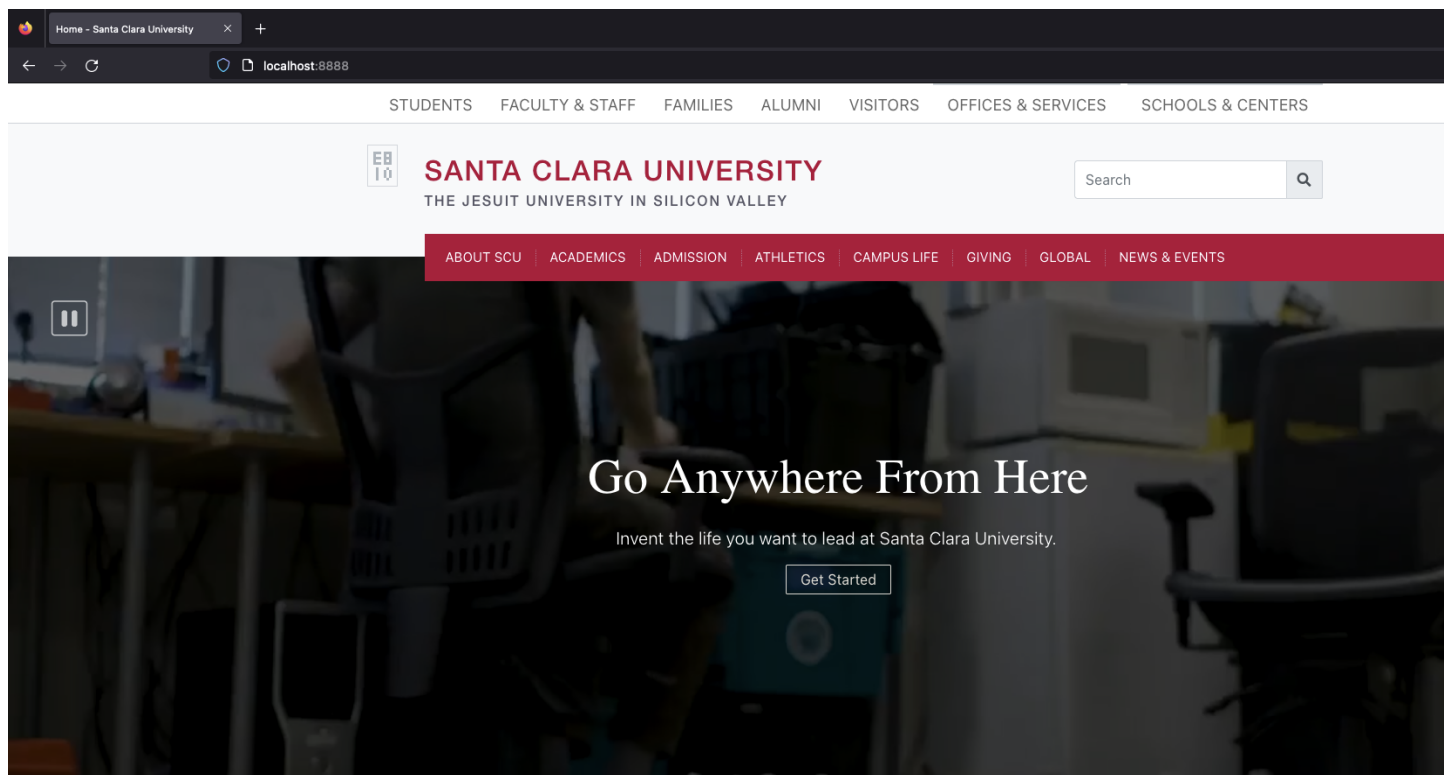 Home - Santa Clara University
localhost:8888
STUDENTS FACULTY & STAFF FAMILIES ALUMNI VISITORS OFFICES & SERVICES SCHOOLS & CENTERS
EB
10
SANTA CLARA UNIVERSITY
THE JESUIT UNIVERSITY IN SILICON VALLEY
Search
ABOUT SCU ACADEMICS ADMISSION ATHLETICS CAMPUS LIFE GIVING GLOBAL NEWS & EVENTS
Go Anywhere From Here
Invent the life you want to lead at Santa Clara University.
Get Started